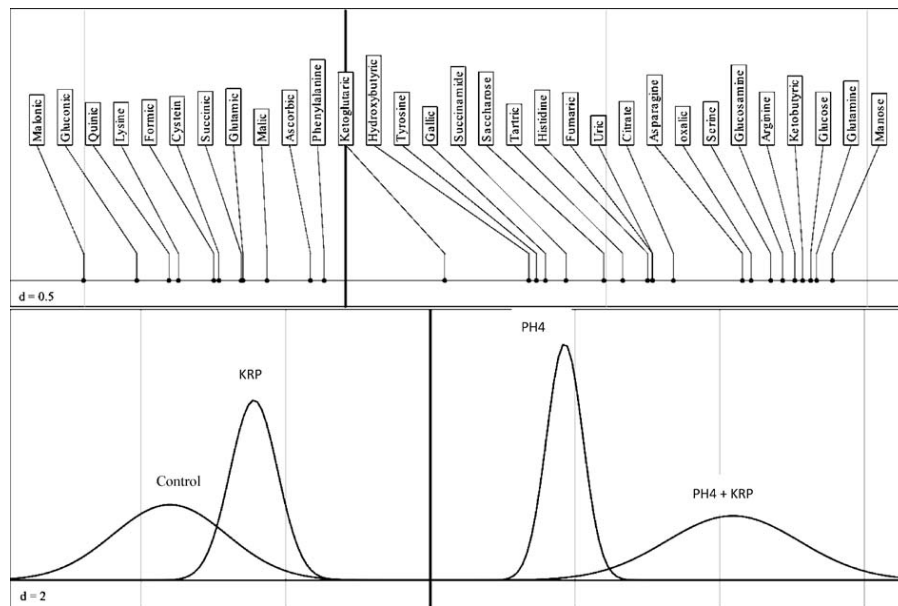 Malonic
Gluconic
Quinic
Lysine
Formic
Cystein
Succinic
Glutamic
Malic
Ascorbic
Phenylalanine
Ketoglutaric
Hydroxybutyric
Tyrosine
Gallic
Succinamide
Saccharose
Tartric
Histidine
Fumaric
Uric
Citrate
Asparagine
oxalic
Serine
Glucosamine
Arginine
Ketobutyric
Glucose
Glutamine
Manose
d = 0.5
PH4
KRP
Control
PH4 + KRP
d = 2